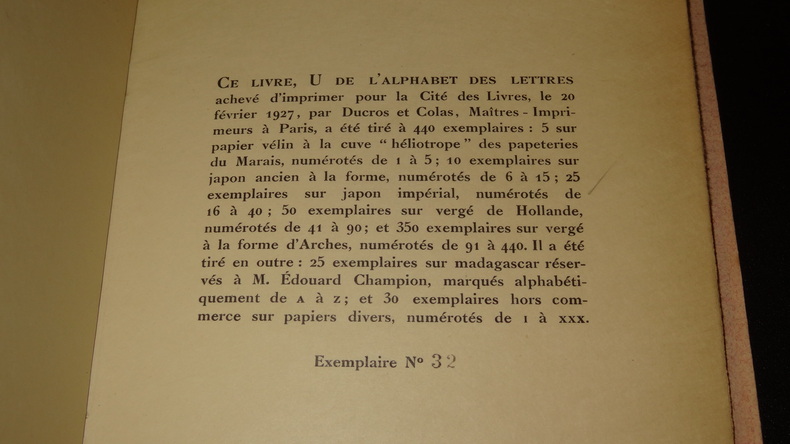 CE LIVRE, U DE L'ALPHABET DES LETTRES
achevé d'imprimer pour la Cité des Livres, le 20
février 1927, par Ducros et Colas, Maîtres-Impri-
meurs à Paris, a été tiré à 440 exemplaires : 5 sur
papier vélin à la cuve "héliotrope" des papeteries
du Marais, numérotés de 1 à 5; 10 exemplaires sur
japon ancien à la forme, numérotés de 6 à 15; 25
exemplaires sur japon impérial, numérotés de
16 à 40; 50 exemplaires sur vergé de Hollande,
numérotés de 41 à 90; et 350 exemplaires sur vergé
à la forme d'Arches, numérotés de 91 à 440. Il a été
tiré en outre : 25 exemplaires sur madagascar réser-
vés à M. Édouard Champion, marqués alphabéti-
quement de A à Z; et 30 exemplaires hors com-
merce sur papiers divers, numérotés de I à XXX.
Exemplaire Nº 32